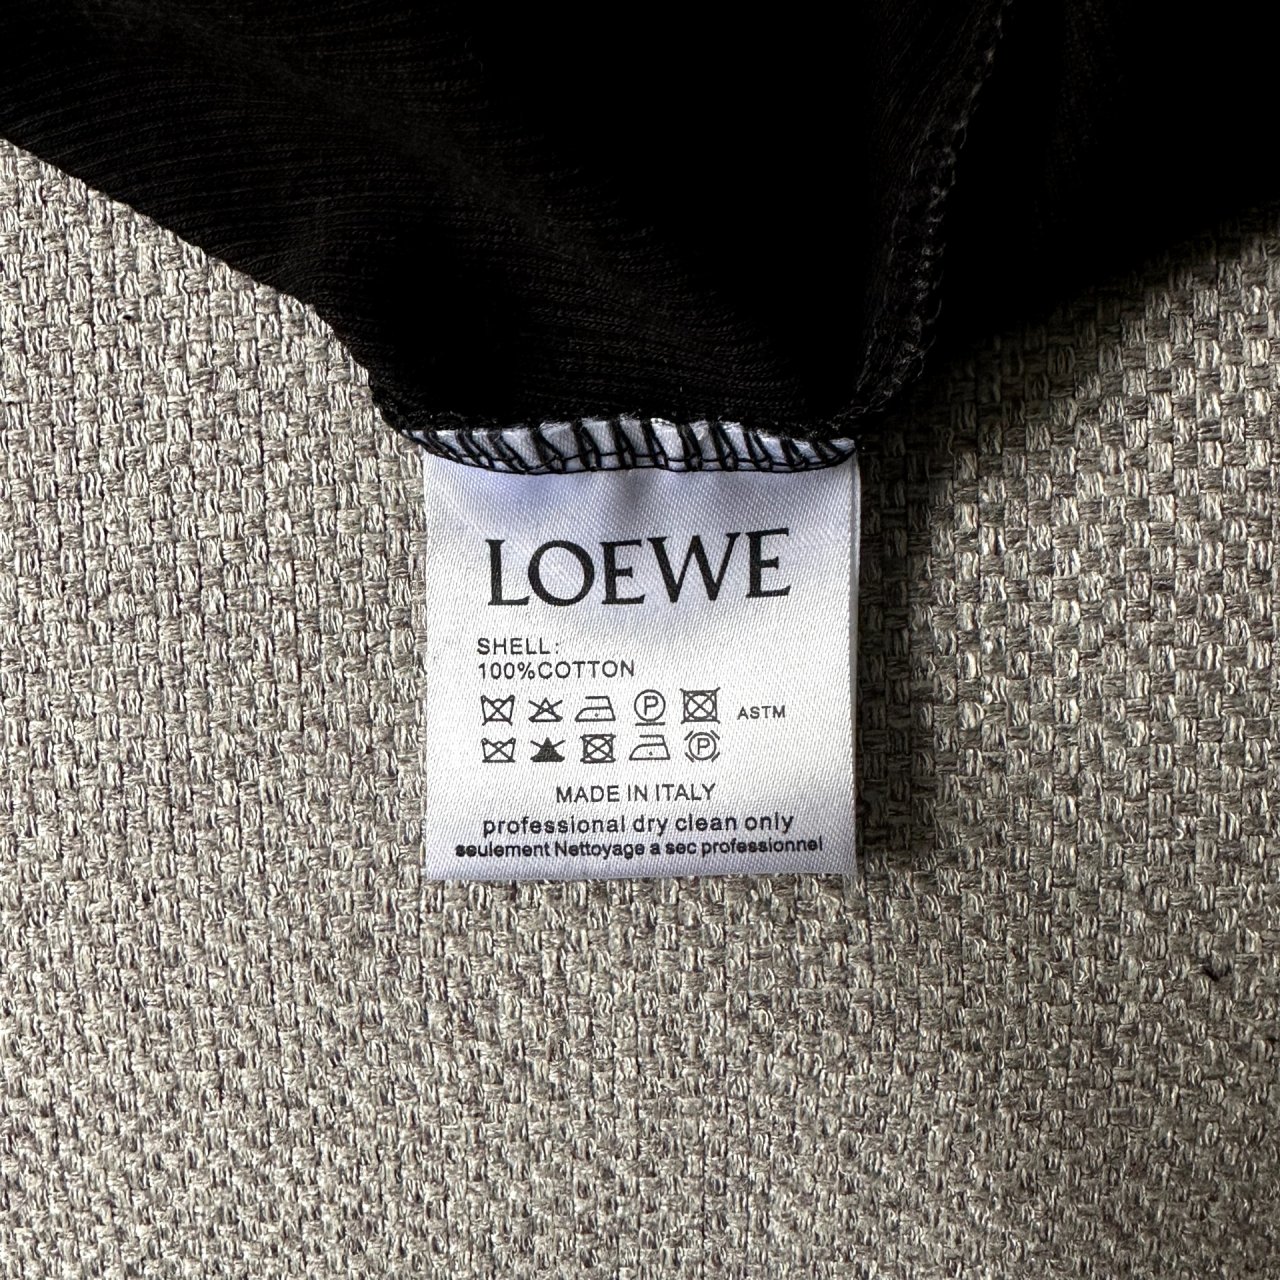 LOEWE
SHELL:
100%COTTON
P
ASTM
P
MADE IN ITALY
professional dry clean only
seulement Nettoyage a sec professionnel